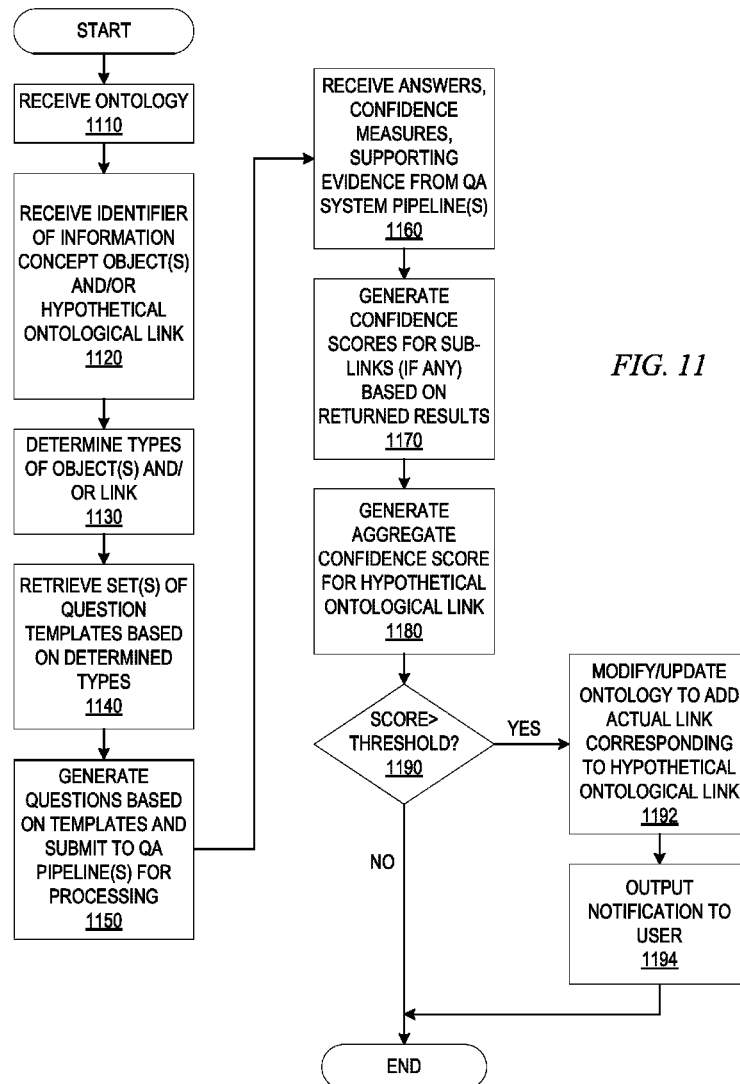 START
RECEIVE ONTOLOGY
1110
RECEIVE IDENTIFIER
OF INFORMATION
CONCEPT OBJECT(S)
AND/OR
HYPOTHETICAL
ONTOLOGICAL LINK
1120
DETERMINE TYPES
OF OBJECT(S) AND/
OR LINK
1130
RETRIEVE SET(S) OF
QUESTION
TEMPLATES BASED
ON DETERMINED
TYPES
1140
GENERATE
QUESTIONS BASED
ON TEMPLATES AND
SUBMIT TO QA
PIPELINE(S) FOR
PROCESSING
1150
RECEIVE ANSWERS,
CONFIDENCE
MEASURES,
SUPPORTING
EVIDENCE FROM QA
SYSTEM PIPELINE(S)
1160
GENERATE
CONFIDENCE
SCORES FOR SUB-
LINKS (IF ANY)
BASED ON
RETURNED RESULTS
1170
GENERATE
AGGREGATE
CONFIDENCE SCORE
FOR HYPOTHETICAL
ONTOLOGICAL LINK
1180
SCORE>
THRESHOLD?
1190
YES
NO
MODIFY/UPDATE
ONTOLOGY TO ADD
ACTUAL LINK
CORRESPONDING
TO HYPOTHETICAL
ONTOLOGICAL LINK
1192
OUTPUT
NOTIFICATION TO
USER
1194
END
FIG. 11